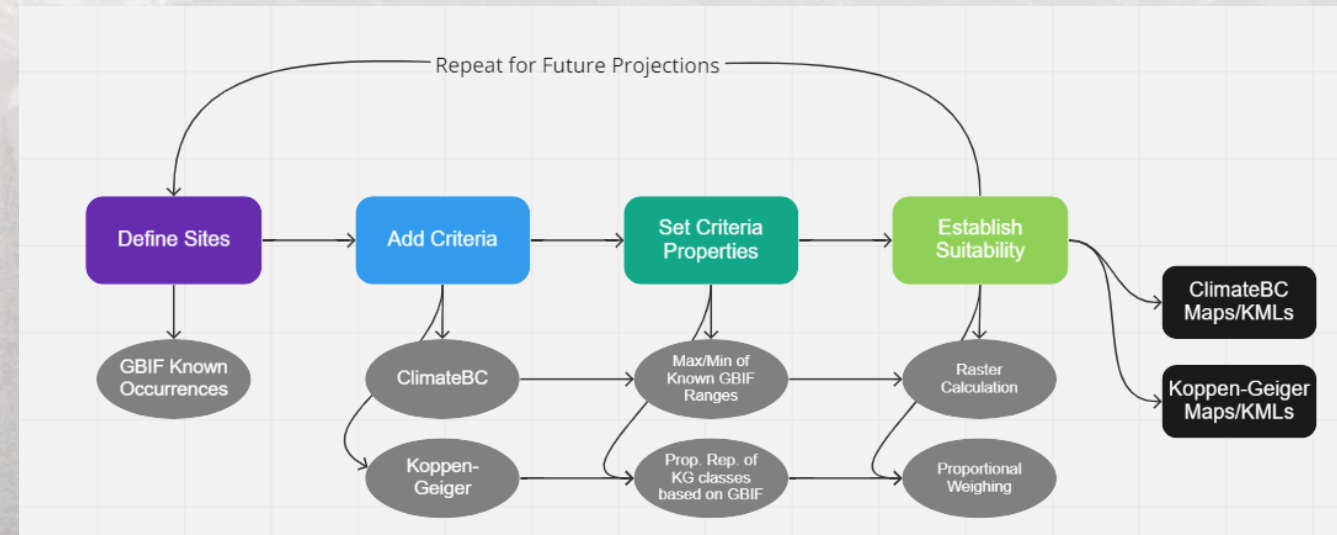 Repeat for Future Projections
Define Sites
Add Criteria
Set Criteria
Properties
Establish
Suitability
ClimateBC
Maps/KMLs
GBIF Known
Occurrences
ClimateBC
Max/Min of
Known GBIF
Ranges
Raster
Calculation
Koppen-Geiger
Maps/KMLs
Koppen-
Geiger
Prop. Rep. of
KG classes
based on GBIF
Proportional
Weighing